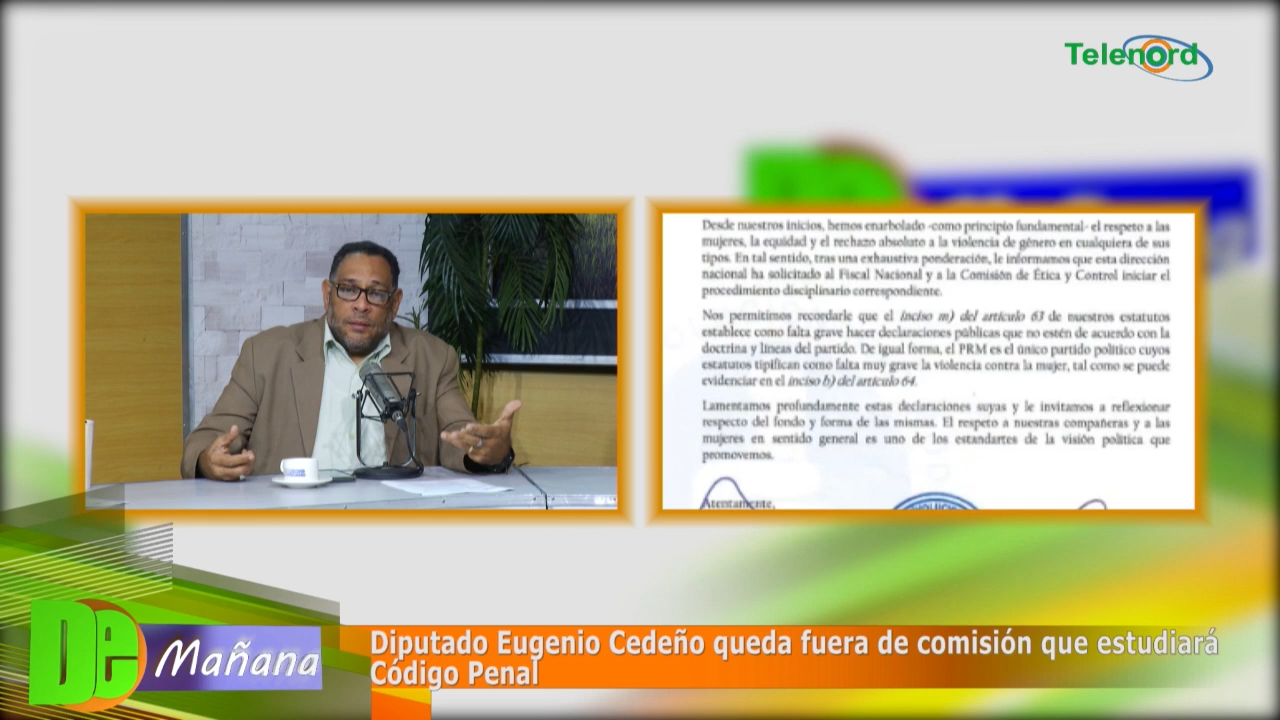 Telenord
Desde nuestros inicios, hemos enarbolado -como principio fundamental- el respeto a las
mujeres, la equidad y el rechazo absoluto a la violencia de género en cualquiera de sus
tipos. En tal sentido, tras una exhaustiva ponderación, le informamos que esta dirección
nacional ha solicitado al Fiscal Nacional y a la Comisión de Ética y Control iniciar el
procedimiento disciplinario correspondiente.
Nos permitimos recordarle que el inciso m) del artículo 63 de nuestros estatutos
establece como falta grave hacer declaraciones públicas que no estén de acuerdo con la
doctrina y líneas del partido. De igual forma, el PRM es el único partido político cuyos
estatutos tipifican como falta muy grave la violencia contra la mujer, tal como se puede
evidenciar en el inciso b) del artículo 64.
Lamentamos profundamente estas declaraciones suyas y le invitamos a reflexionar
respecto del fondo y forma de las mismas. El respeto a nuestras compañeras y a las
mujeres en sentido general es uno de los estandartes de la visión política que
promovemos.
Atentamente,
De Mañana
Diputado Eugenio Cedeño queda fuera de comisión que estudiará
Código Penal